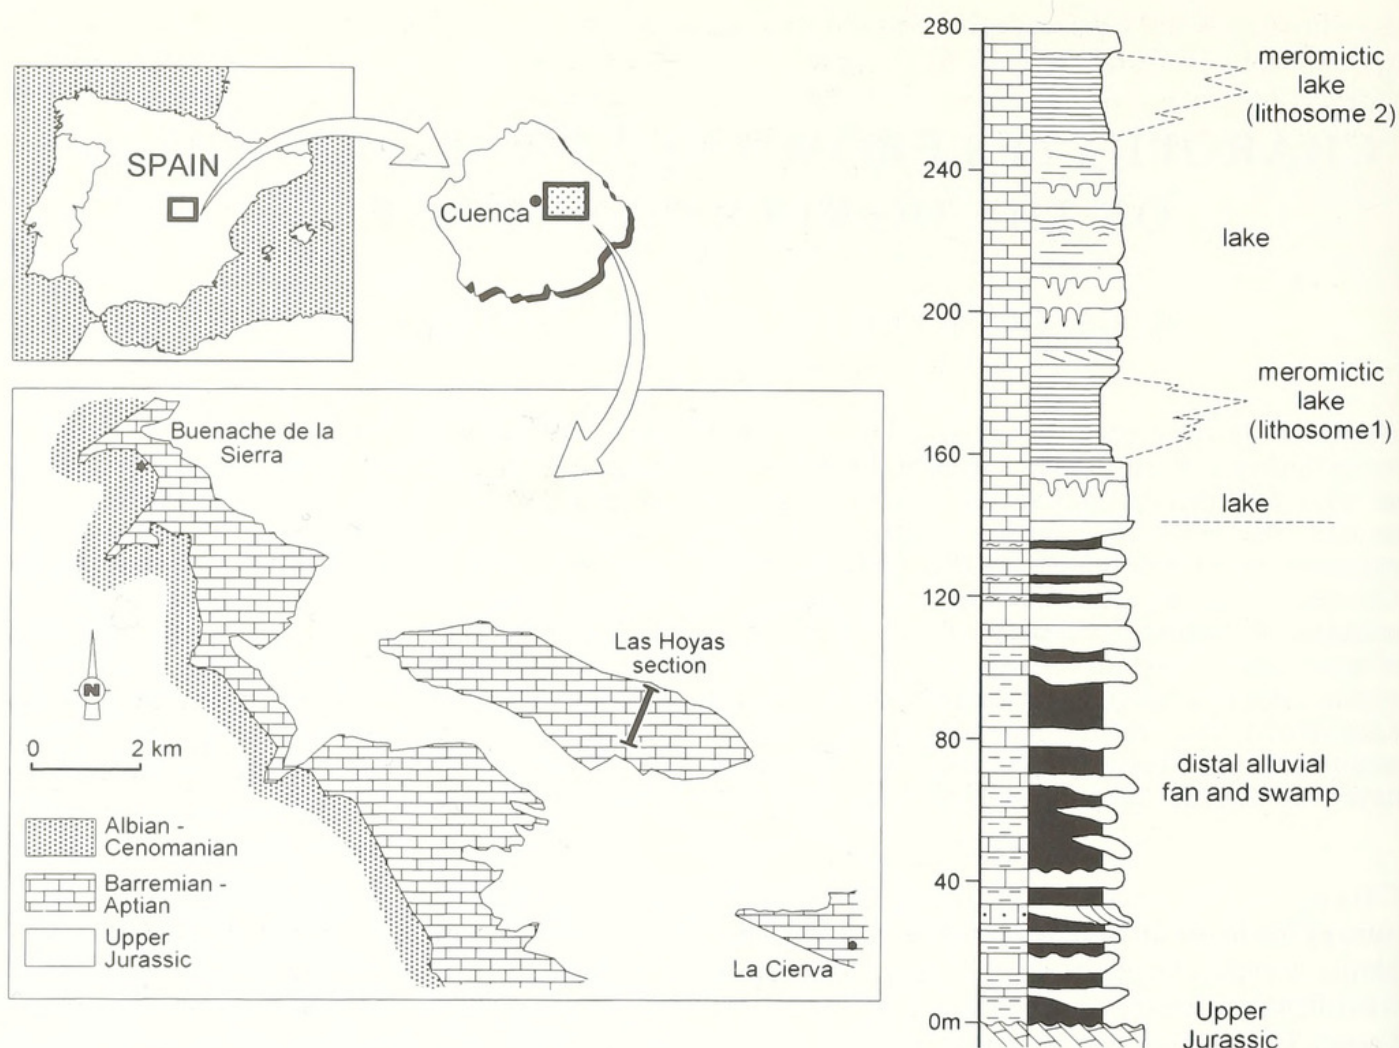 SPAIN
Cuenca
Buenache de la
Sierra
Las Hoyas
section
N
0
2 km
Albian -
Cenomanian
Barremian -
Aptian
Upper
Jurassic
La Cierva
280
240
200
160
120
80
40
0m
meromictic
lake
(lithosome 2)
lake
meromictic
lake
(lithosome1)
lake
distal alluvial
fan and swamp
Upper
Jurassic